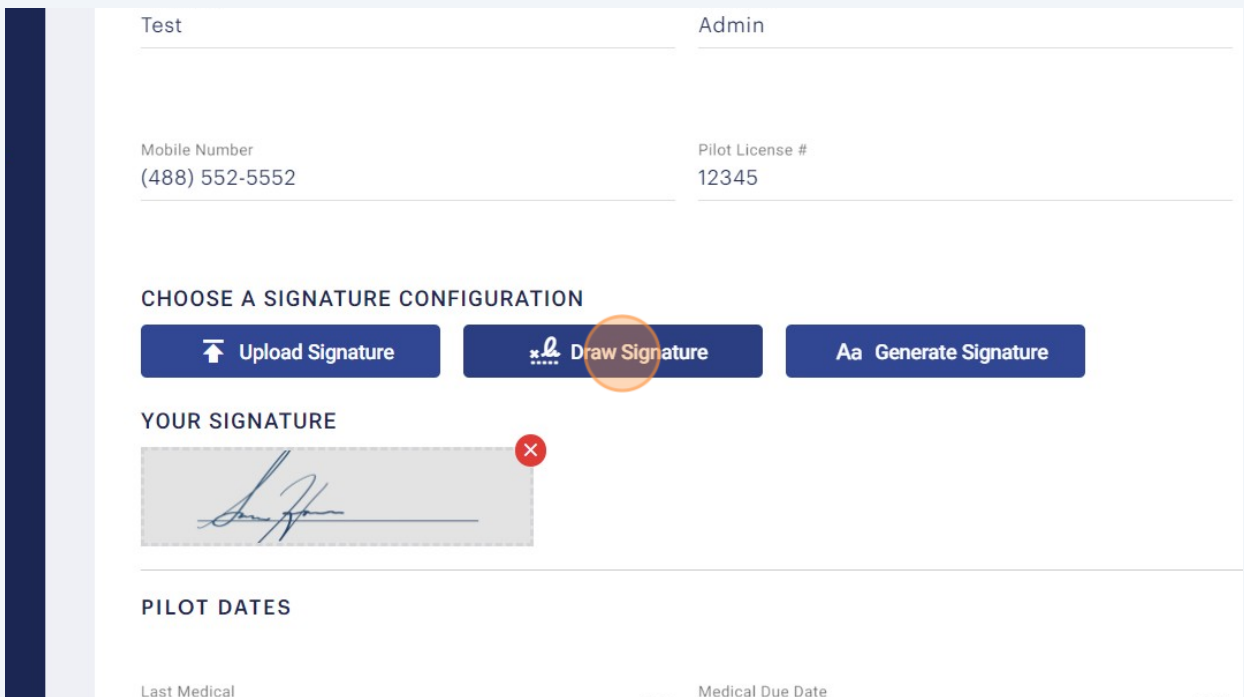 Test Admin
Mobile Number Pilot License #
(488) 552-5552 12345
CHOOSE A SIGNATURE CONFIGURATION
Upload Signature Draw Signature Aa Generate Signature
YOUR SIGNATURE
PILOT DATES
Last Medical Medical Due Date